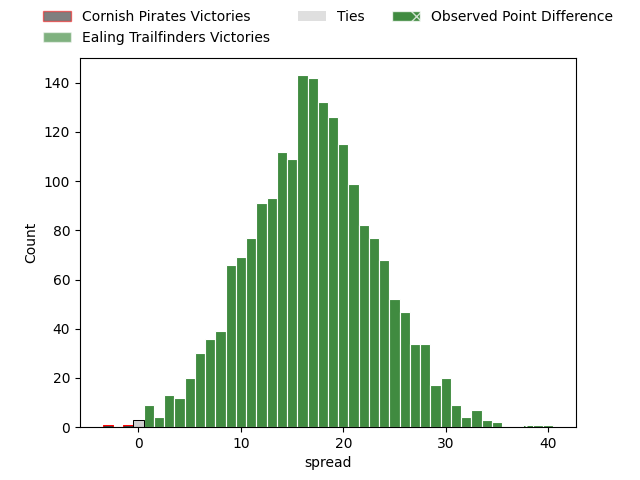 Cornish Pirates Victories
Ties
Observed Point Difference
Ealing Trailfinders Victories
140
120
100
80
60
40
20
0
Count
0 10 20 30 40
spread